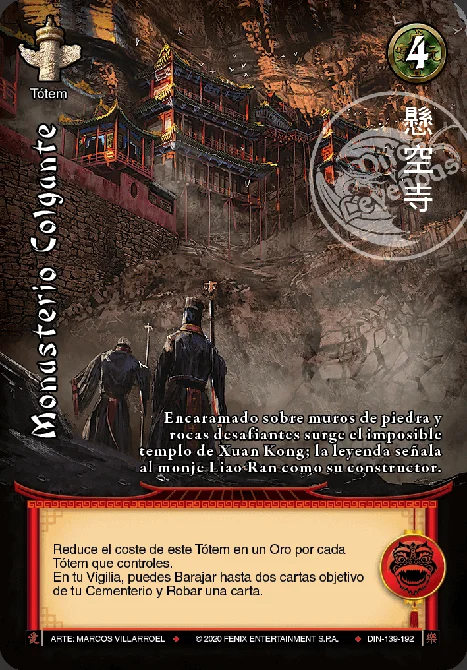 4
Tótem
懸空寺
Otras Leyendas
Monasterio Colgante
Encaramado sobre muros de piedra y
rocas desafiantes surge el imposible
templo de Xuan Kong; la leyenda señala
al monje Liao Ran como su constructor.
Reduce el coste de este Tótem en un Oro por cada
Tótem que controles.
En tu Vigilia, puedes Barajar hasta dos cartas objetivo
de tu Cementerio y Robar una carta.
ARTE: MARCOS VILLARROEL ◆ © 2020 FENIX ENTERTAINMENT S.P.A. ◆ DIN-139-192